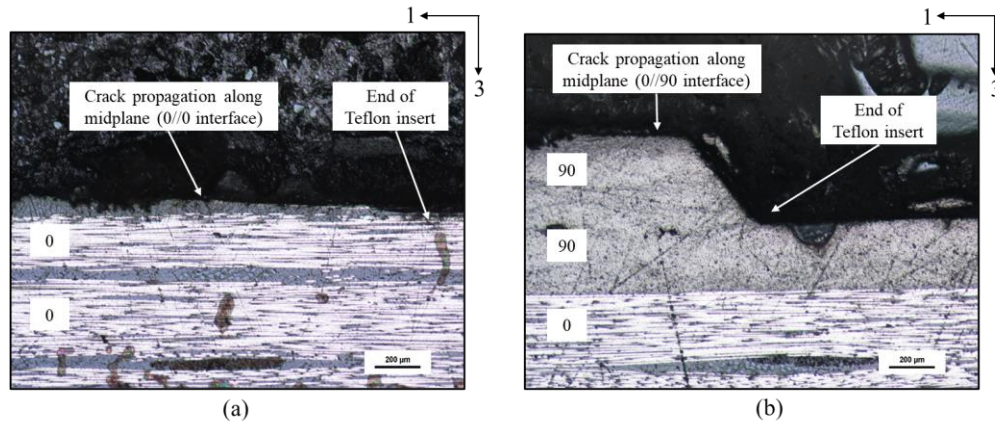 1
3
Crack propagation along
midplane (0//0 interface)
End of
Teflon insert
0
0
200 μm
(a)
1
3
Crack propagation along
midplane (0//90 interface)
End of
Teflon insert
90
90
0
200 μm
(b)